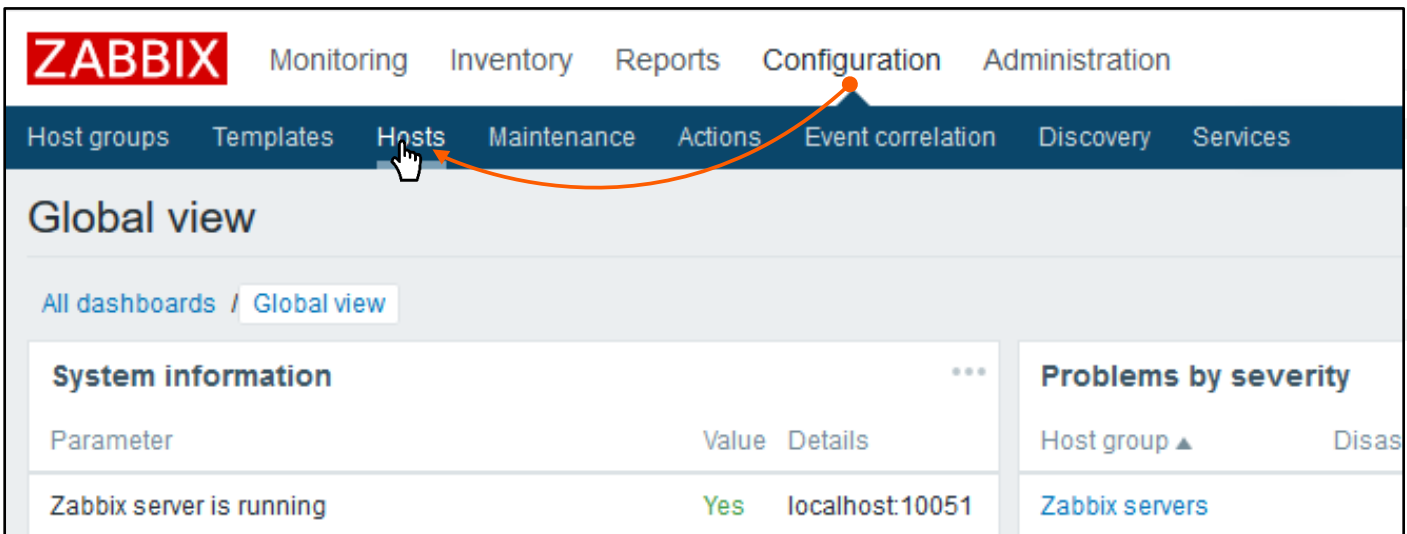 ZABBIX Monitoring Inventory Reports Configuration Administration
Host groups Templates Hosts Maintenance Actions Event correlation Discovery Services
Global view
All dashboards / Global view
System information ••• Problems by severity
Parameter Value Details Host group ▲ Disas
Zabbix server is running Yes localhost:10051 Zabbix servers